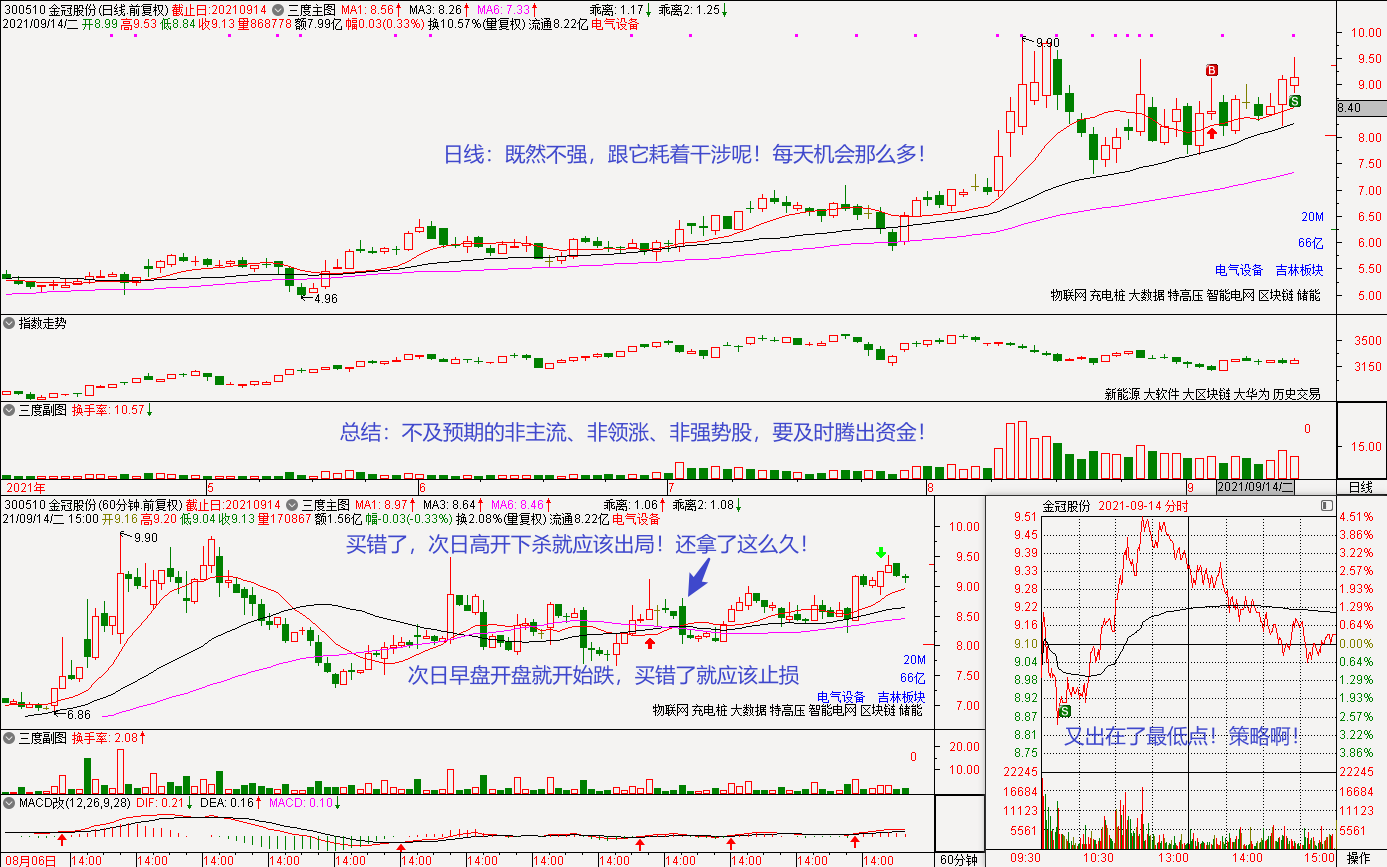 300510 金冠股份(日线.前复权) 截止日:20210914 三度主图 MA1: 8.56↑ MA3: 8.26↑ MA6: 7.33↑ 乖离: 1.17↓ 乖离2: 1.25↓
2021/09/14/二 开8.99 高9.53 低8.84 收9.13 量868778 额7.99亿 幅0.03(0.33%) 换10.57%(量复权) 流通8.22亿 电气设备
10.00
9.90
9.50
B
9.00
S
8.40
8.00
日线：既然不强，跟它耗着干涉呢！每天机会那么多！
7.50
7.00
20M
6.50
66亿
6.00
电气设备 吉林板块
5.50
物联网 充电桩 大数据 特高压 智能电网 区块链 储能
5.00
4.96
指数走势
3500
3150
新能源 大软件 大区块链 大华为 历史交易
三度副图 换手率: 10.57↓
总结：不及预期的非主流、非领涨、非强势股，要及时腾出资金！
0
15.00
2021年 5 6 7 8 9 2021/09/14/二 日线
300510 金冠股份(60分钟.前复权) 截止日:20210914 三度主图 MA1: 8.97↑ MA3: 8.64↑ MA6: 8.46↑ 乖离: 1.06↑ 乖离2: 1.08↓
21/09/14/二 15:00 开9.16 高9.20 低9.04 收9.13 量170867 额1.56亿 幅-0.03(-0.33%) 换2.08%(量复权) 流通8.22亿 电气设备
10.00
9.90
买错了，次日高开下杀就应该出局！还拿了这么久！
9.50
9.00
8.50
8.00
20M
次日早盘开盘就开始跌，买错了就应该止损
66亿
7.50
电气设备 吉林板块
物联网 充电桩 大数据 特高压 智能电网 区块链 储能
7.00
6.86
三度副图 换手率: 2.08↑
20.00
0
10.00
MACD改(12,26,9,28) DIF: 0.21↓ DEA: 0.16↑ MACD: 0.10↓
08月06日 14:00 14:00 14:00 14:00 14:00 14:00 14:00 14:00 14:00 14:00 14:00 14:00 14:00 60分钟
金冠股份 2021-09-14 分时
9.51 4.51%
9.45 3.86%
9.39 3.22%
9.33 2.57%
9.28 1.93%
9.22 1.29%
9.16 0.64%
9.10 0.00%
9.04 0.64%
8.98 1.29%
8.92 1.93%
8.87 2.57%
S
8.81 3.22%
又出在了最低点！策略啊！
8.75 3.86%
22245 22245
16684 16684
11123 11123
5561 5561
09:30 10:30 13:00 14:00 15:00 操作